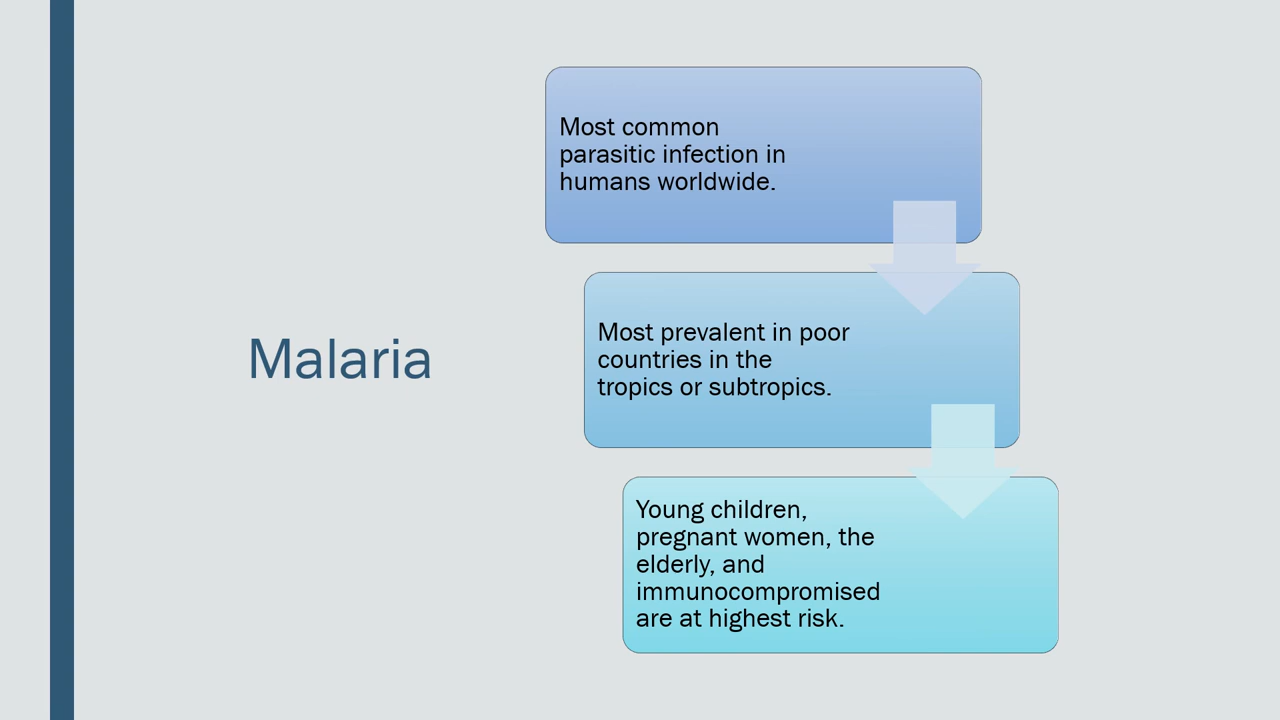 Malaria
Most common
parasitic infection in
humans worldwide.
Most prevalent in poor
countries in the
tropics or subtropics.
Young children,
pregnant women, the
elderly, and
immunocompromised
are at highest risk.